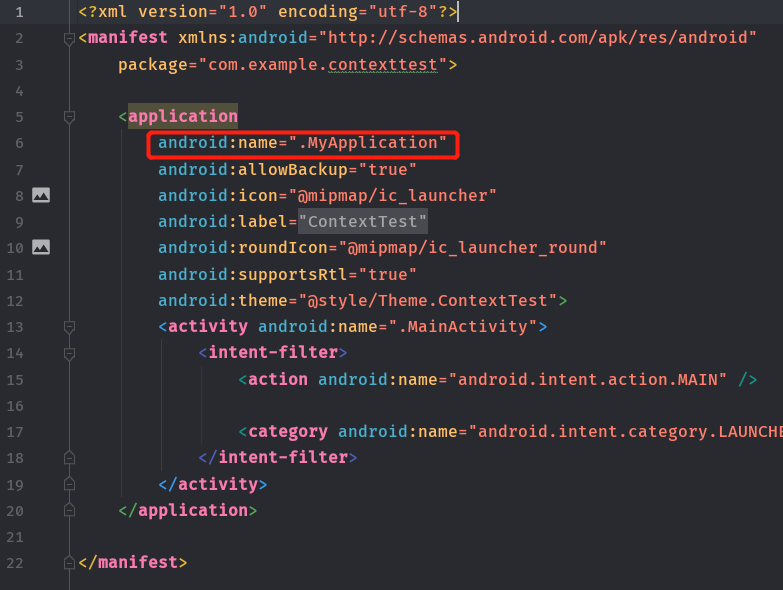 1 <?xml version="1.0" encoding="utf-8"?>
2 <manifest xmlns:android="http://schemas.android.com/apk/res/android"
3 package="com.example.contexttest">
4
5 <application
6 android:name=".MyApplication"
7 android:allowBackup="true"
8 android:icon="@mipmap/ic_launcher"
9 android:label="ContextTest"
10 android:roundIcon="@mipmap/ic_launcher_round"
11 android:supportsRtl="true"
12 android:theme="@style/Theme.ContextTest">
13 <activity android:name=".MainActivity">
14 <intent-filter>
15 <action android:name="android.intent.action.MAIN" />
16
17 <category android:name="android.intent.category.LAUNCHE
18 </intent-filter>
19 </activity>
20 </application>
21
22 </manifest>